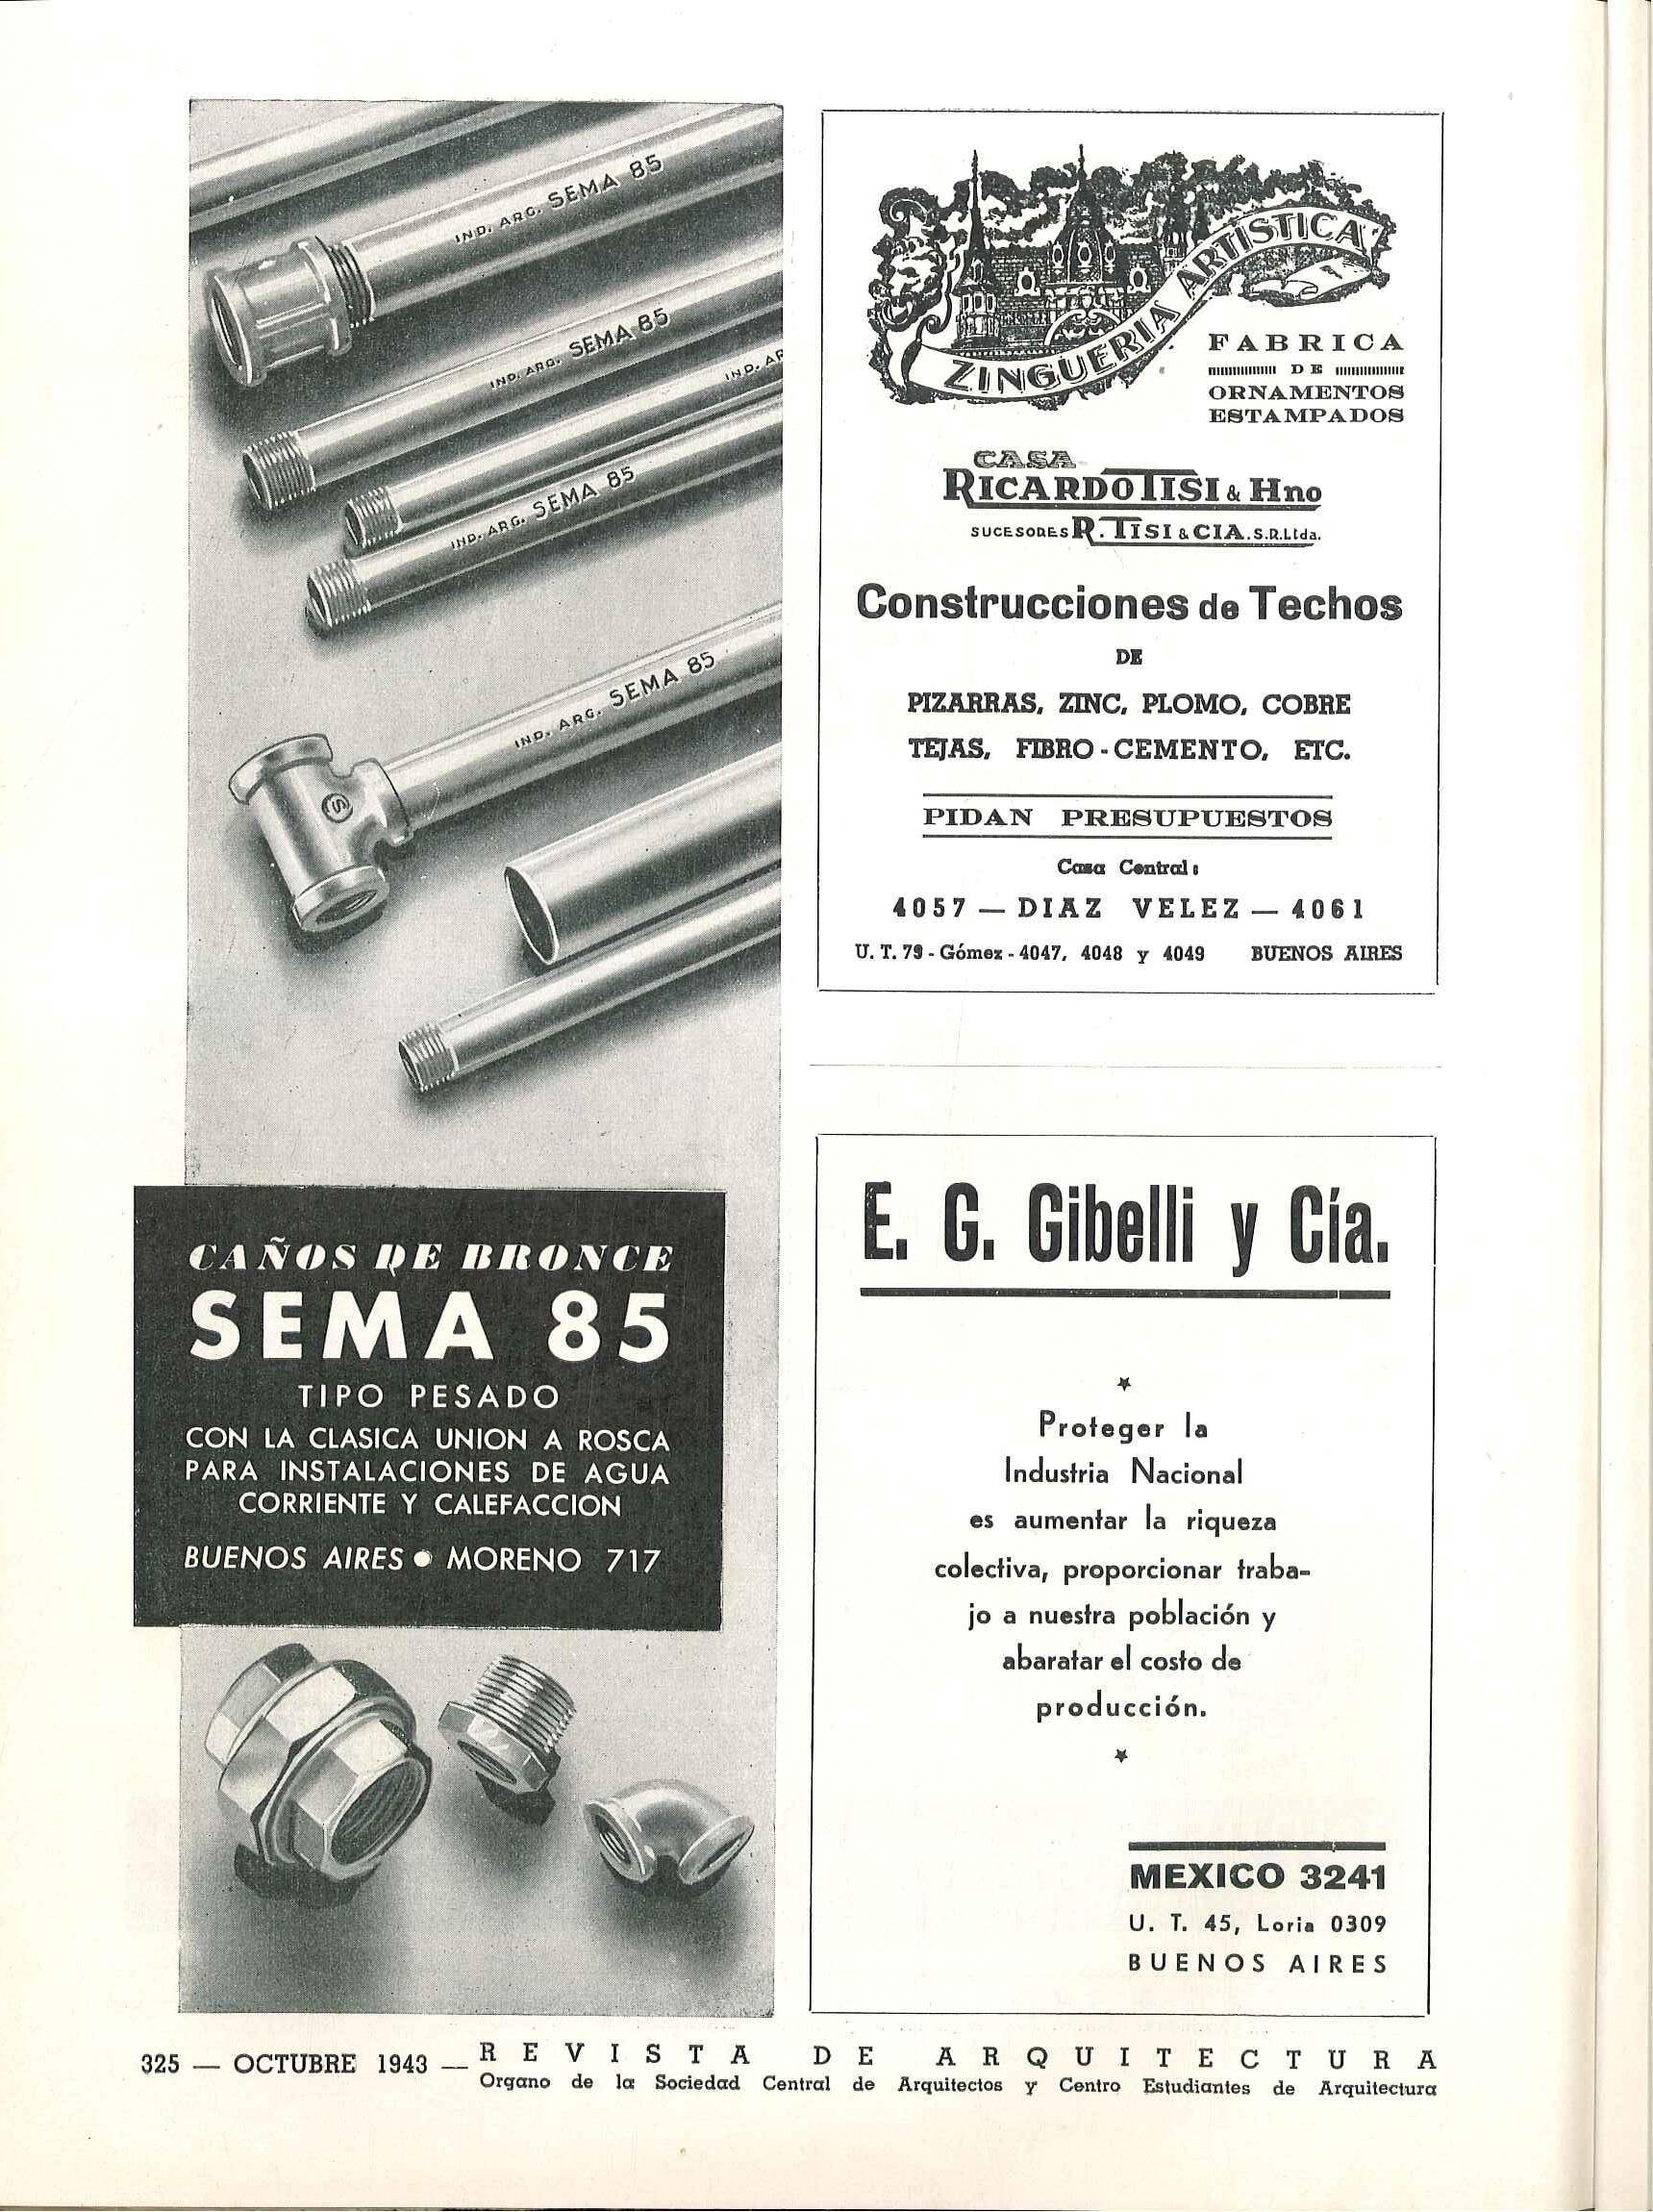 IND. ARG. SEMA 85
IND. ARG. SEMA 85
IND. AR
IND. ARG. SEMA 85
IND. ARG. SEMA 85
S
CAÑOS DE BRONCE
SEMA 85
TIPO PESADO
CON LA CLASICA UNION A ROSCA
PARA INSTALACIONES DE AGUA
CORRIENTE Y CALEFACCION
BUENOS AIRES • MORENO 717
ZINGUERIA ARTISTICA
FABRICA
DE
ORNAMENTOS
ESTAMPADOS
CASA
RICARDO TISI & Hno
SUCESORES R. TISI & CIA. S.R.Ltda.
Construcciones de Techos
DE
PIZARRAS, ZINC, PLOMO, COBRE
TEJAS, FIBRO-CEMENTO, ETC.
PIDAN PRESUPUESTOS
Casa Central:
4057 — DIAZ VELEZ — 4061
U. T. 79 - Gómez - 4047, 4048 y 4049 BUENOS AIRES
E. G. Gibelli y Cía.
Proteger la
Industria Nacional
es aumentar la riqueza
colectiva, proporcionar traba-
jo a nuestra población y
abaratar el costo de
producción.
MEXICO 3241
U. T. 45, Loria 0309
BUENOS AIRES
325 — OCTUBRE 1943 — REVISTA DE ARQUITECTURA
Organo de la Sociedad Central de Arquitectos y Centro Estudiantes de Arquitectura